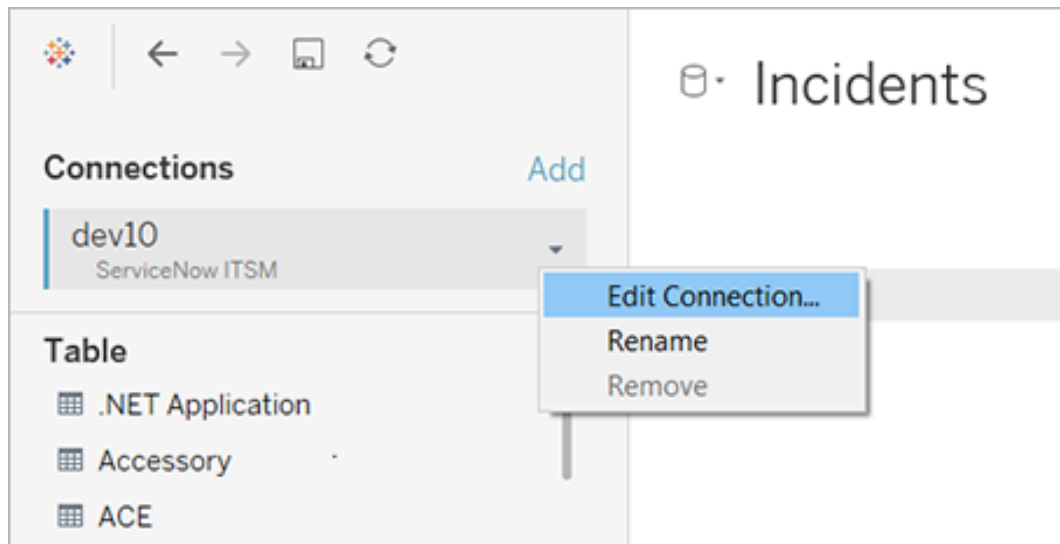 Incidents
Connections
Add
dev10
ServiceNow ITSM
Edit Connection...
Rename
Remove
Table
.NET Application
Accessory
ACE